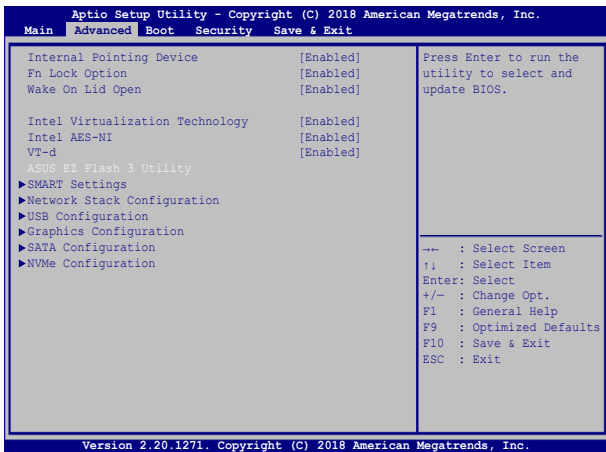 Aptio Setup Utility - Copyright (C) 2018 American Megatrends, Inc.
Main Advanced Boot Security Save & Exit
Internal Pointing Device [Enabled]
Fn Lock Option [Enabled]
Wake On Lid Open [Enabled]
Intel Virtualization Technology [Enabled]
Intel AES-NI [Enabled]
VT-d [Enabled]
ASUS EZ Flash 3 Utility
▶SMART Settings
▶Network Stack Configuration
▶USB Configuration
▶Graphics Configuration
▶SATA Configuration
▶NVMe Configuration
Press Enter to run the
utility to select and
update BIOS.
→← : Select Screen
↑↓ : Select Item
Enter: Select
+/— : Change Opt.
F1 : General Help
F9 : Optimized Defaults
F10 : Save & Exit
ESC : Exit
Version 2.20.1271. Copyright (C) 2018 American Megatrends, Inc.